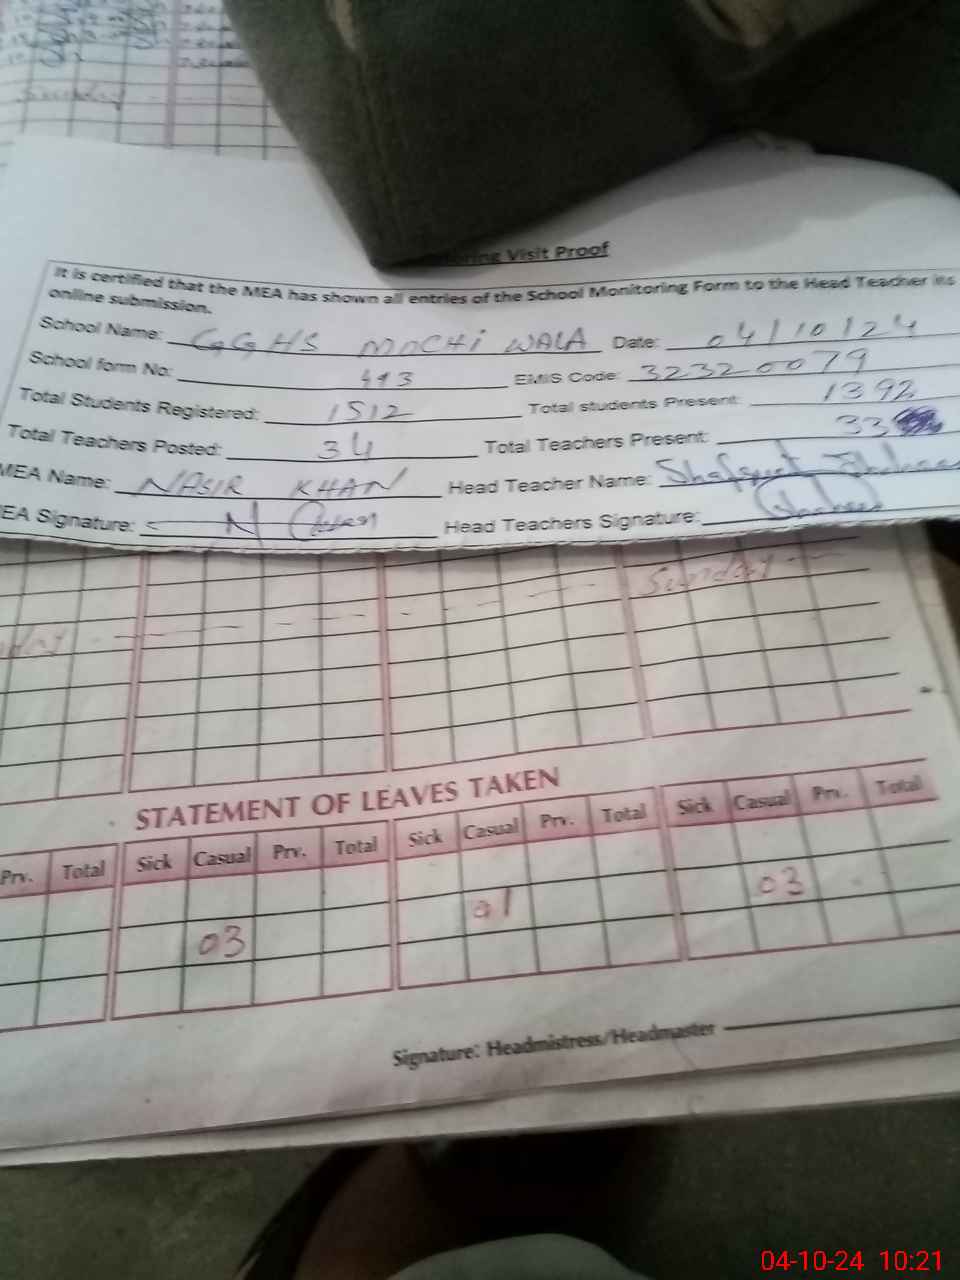 Sunday
Visit Proof
It is certified that the MEA has shown all entries of the School Monitoring Form to the Head Teacher its
online submission.
School Name: GGHS MOCHI WALA Date: 04/10/24
School form No: 493 EMIS Code: 32320079
Total Students Registered: 1512 Total students Present: 1392
Total Teachers Posted: 34 Total Teachers Present: 33
MEA Name: NASIR KHAN Head Teacher Name:
EA Signature: Head Teachers Signature:
Sunday
STATEMENT OF LEAVES TAKEN
Prv. Total Sick Casual Prv. Total Sick Casual Prv. Total Sick Casual Prv. Total
03 01 03
Signature: Headmistress/Headmaster
04-10-24 10:21